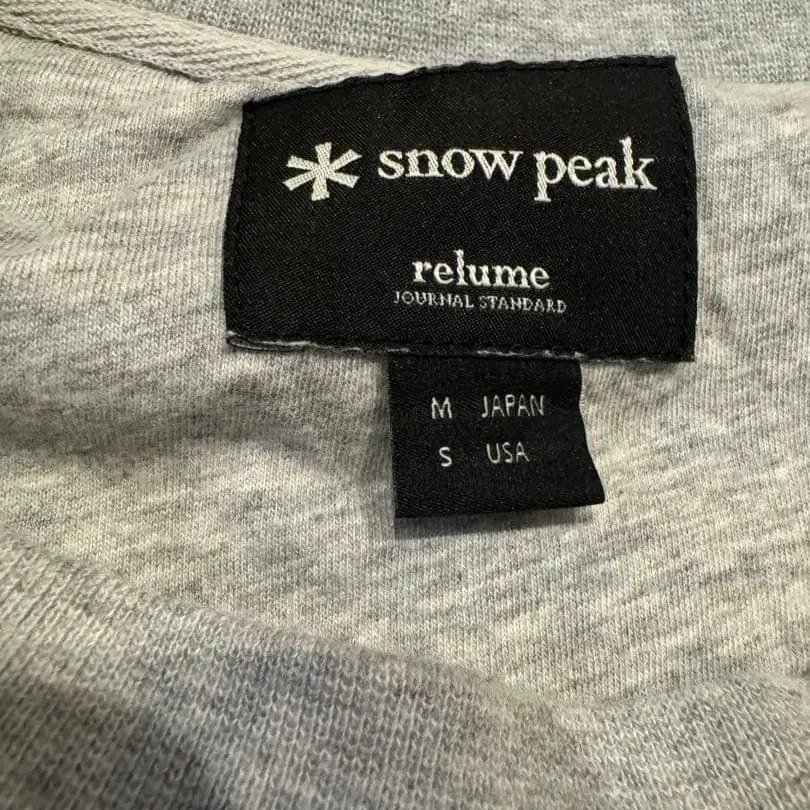 snow peak
relume
JOURNAL STANDARD
M JAPAN
S USA